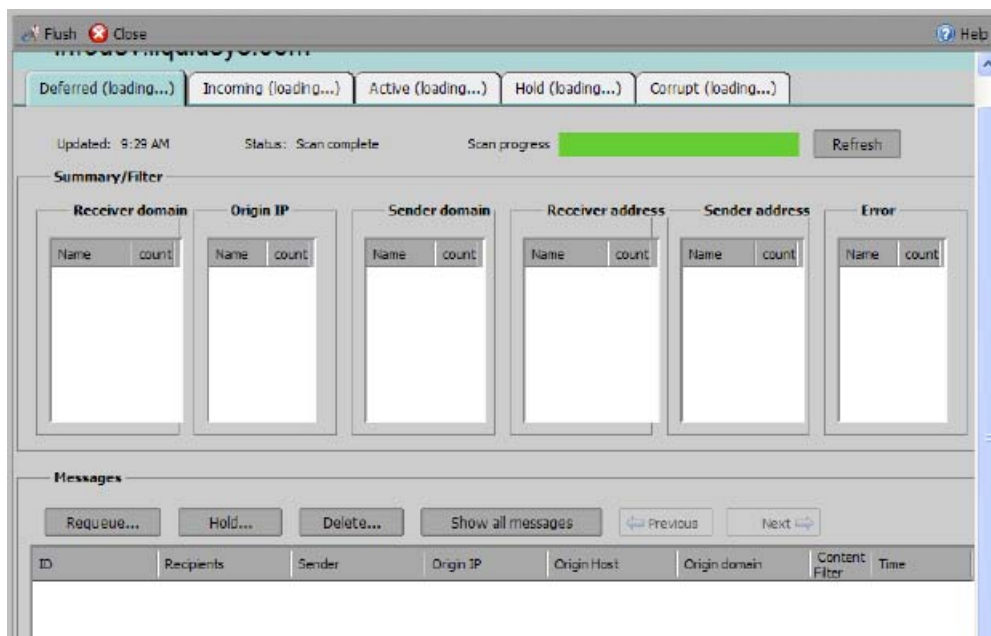 Flush Close Help
Deferred (loading...) Incoming (loading...) Active (loading...) Hold (loading...) Corrupt (loading...)
Updated: 9:29 AM Status: Scan complete Scan progress Refresh
Summary/Filter
Receiver domain Origin IP Sender domain Receiver address Sender address Error
Name count Name count Name count Name count Name count Name count
Messages
Requeue... Hold... Delete... Show all messages Previous Next
ID Recipients Sender Origin IP Origin Host Origin domain Content Filter Time